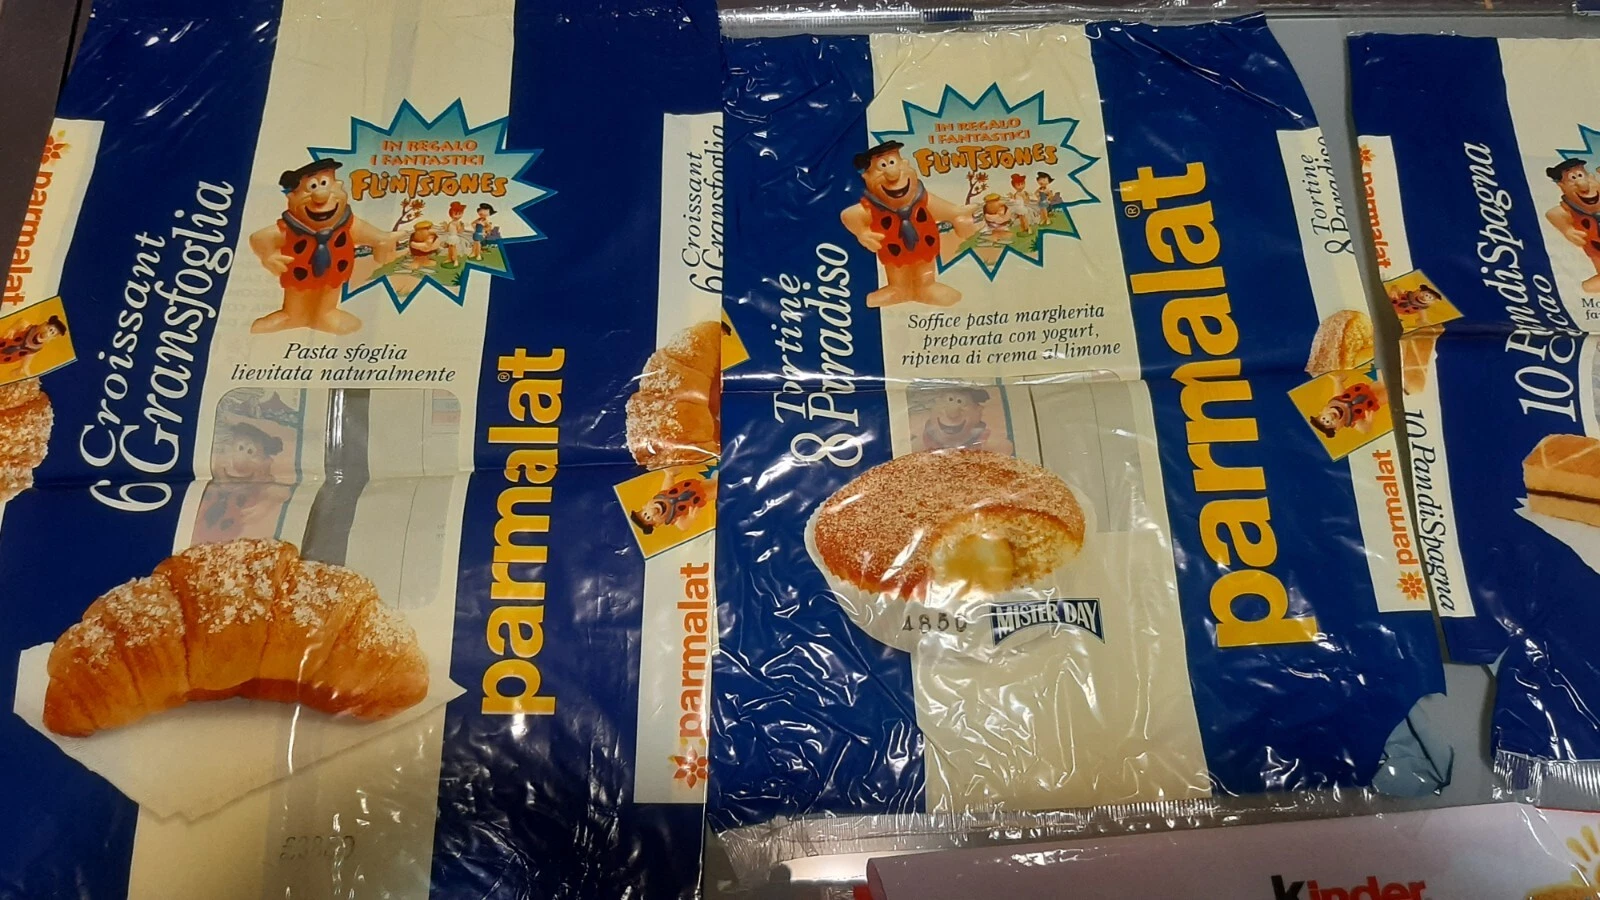 parmalat
6 Croissant
Gransfoglia
IN REGALO
I FANTASTICI
FLINTSTONES
Pasta sfoglia
lievitata naturalmente
parmalat®
6 Croissant
Gransfoglia
parmalat
8 Tortine
Paradiso
IN REGALO
I FANTASTICI
FLINTSTONES
Soffice pasta margherita
preparata con yogurt,
ripiena di crema al limone
4850
MISTER DAY
parmalat®
8 Tortine
Paradiso
parmalat
parmalat
10 PandiSpagna
10 PandiSpagna
kinder